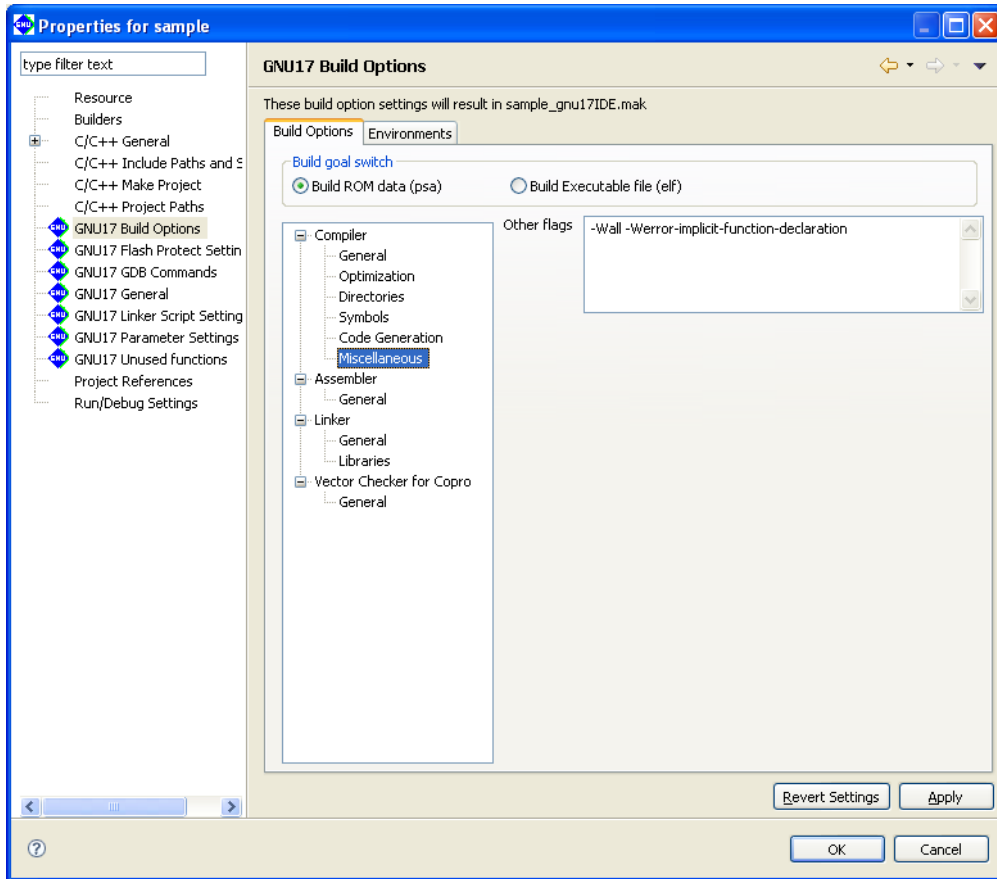 Properties for sample
type filter text
Resource
Builders
C/C++ General
C/C++ Include Paths and S
C/C++ Make Project
C/C++ Project Paths
GNU17 Build Options
GNU17 Flash Protect Settin
GNU17 GDB Commands
GNU17 General
GNU17 Linker Script Setting
GNU17 Parameter Settings
GNU17 Unused functions
Project References
Run/Debug Settings
GNU17 Build Options
These build option settings will result in sample_gnu17IDE.mak
Build Options Environments
Build goal switch
Build ROM data (psa) Build Executable file (elf)
Compiler
General
Optimization
Directories
Symbols
Code Generation
Miscellaneous
Assembler
General
Linker
General
Libraries
Vector Checker for Copro
General
Other flags
-Wall -Werror-implicit-function-declaration
Revert Settings Apply
OK Cancel